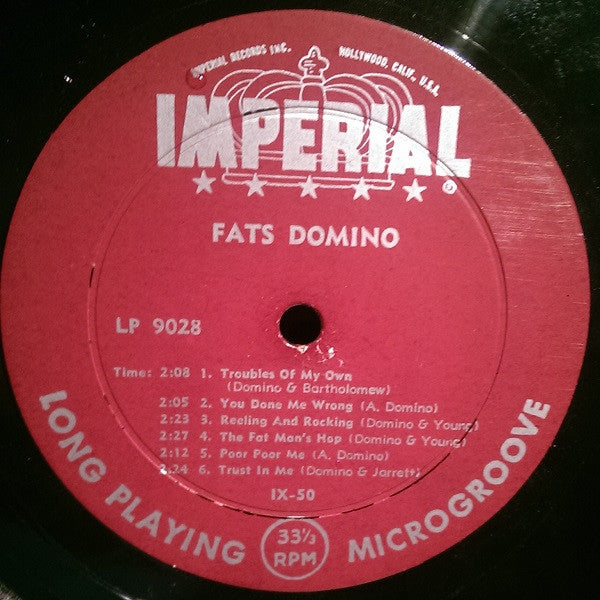 IMPERIAL RECORDS INC. HOLLYWOOD, CALIF., U.S.A.
IMPERIAL
FATS DOMINO
LP 9028
Time: 2:08 1. Troubles Of My Own
(Domino & Bartholomew)
2:05 2. You Done Me Wrong (A. Domino)
2:23 3. Reeling And Rocking (Domino & Young)
2:27 4. The Fat Man's Hop (Domino & Young)
2:12 5. Poor Poor Me (A. Domino)
2:24 6. Trust In Me (Domino & Jarrett)
IX-50
LONG PLAYING 33⅓ RPM MICROGROOVE